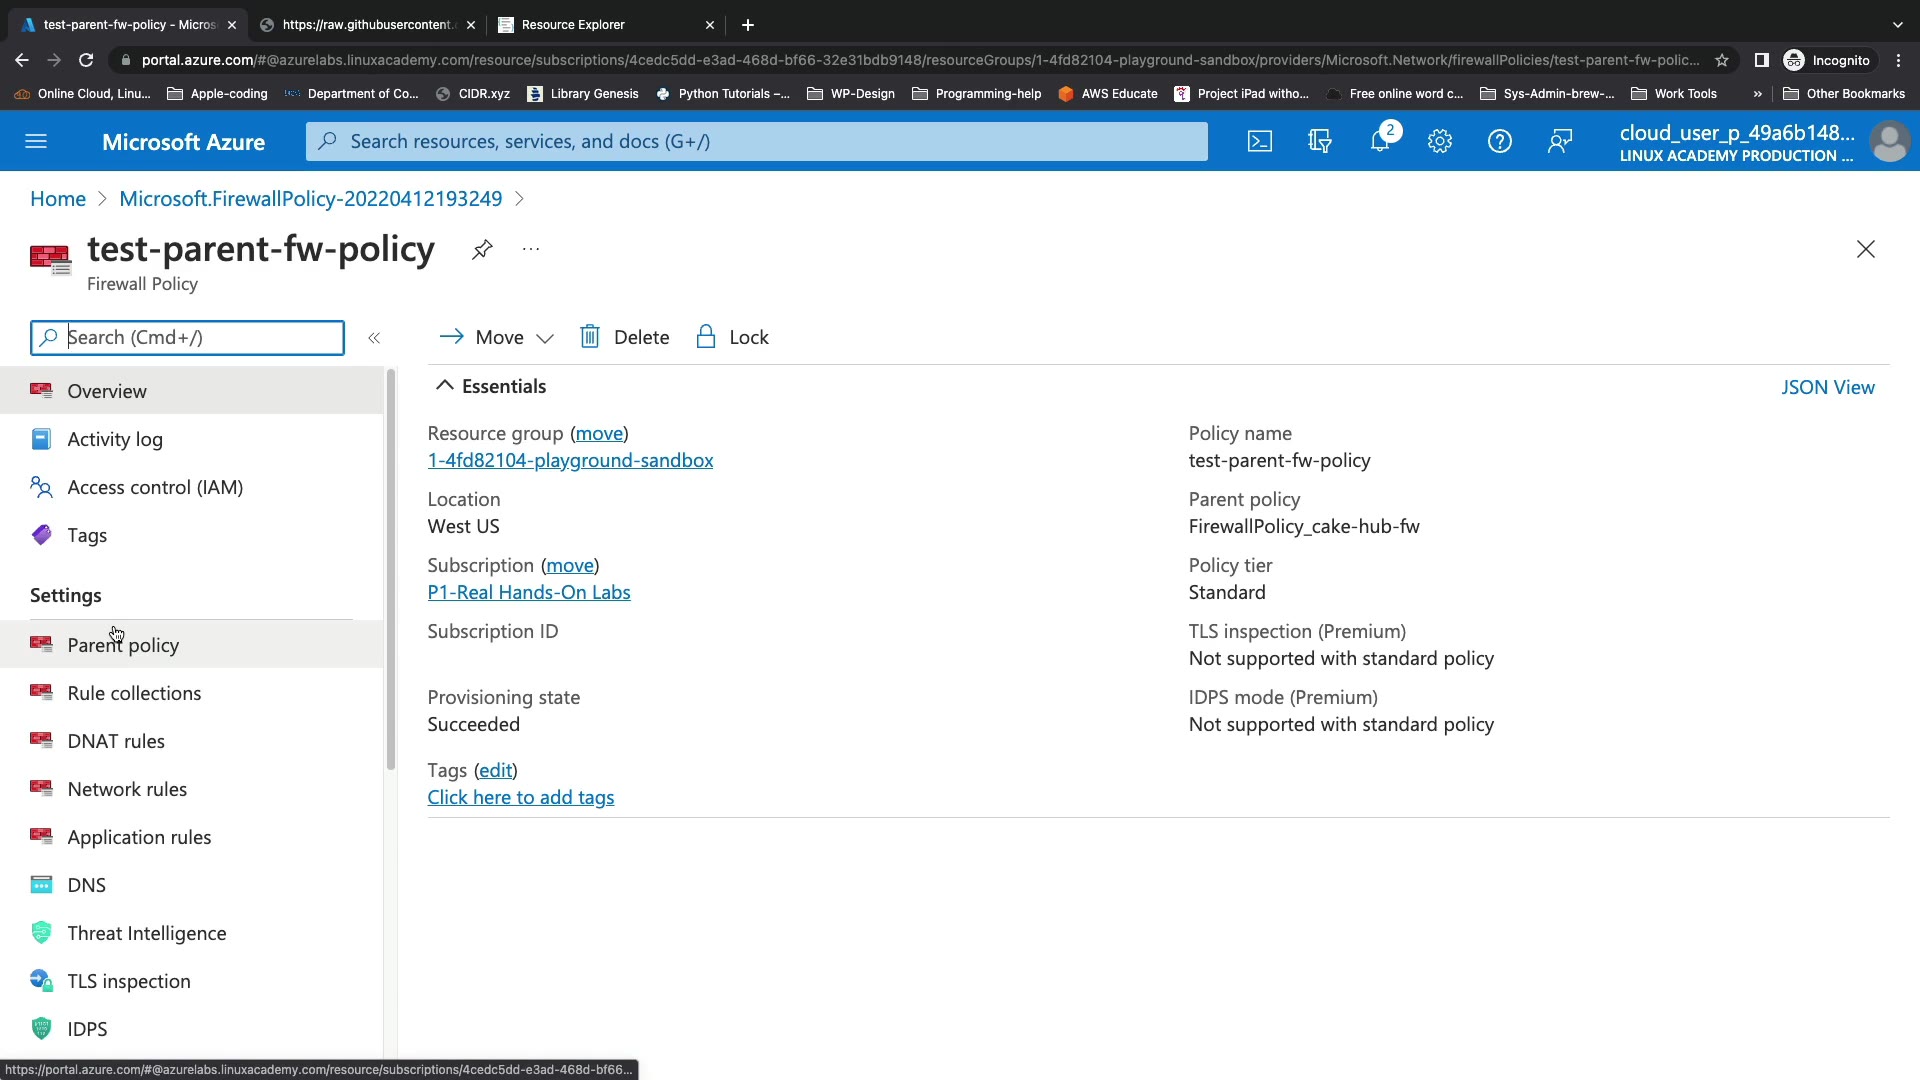 test-parent-fw-policy - Micros
https://raw.githubusercontent.
Resource Explorer
portal.azure.com/#@azurelabs.linuxacademy.com/resource/subscriptions/4cedc5dd-e3ad-468d-bf66-32e31bdb9148/resourceGroups/1-4fd82104-playground-sandbox/providers/Microsoft.Network/firewallPolicies/test-parent-fw-polic...
Incognito
Online Cloud, Linu...
Apple-coding
Department of Co...
CIDR.xyz
Library Genesis
Python Tutorials –...
WP-Design
Programming-help
AWS Educate
Project iPad witho...
Free online word c...
Sys-Admin-brew-...
Work Tools
»
Other Bookmarks
Microsoft Azure
Search resources, services, and docs (G+/)
2
cloud_user_p_49a6b148...
LINUX ACADEMY PRODUCTION ...
Home > Microsoft.FirewallPolicy-20220412193249 >
test-parent-fw-policy
...
Firewall Policy
Search (Cmd+/)
«
Move
Delete
Lock
Overview
Activity log
Access control (IAM)
Tags
Settings
Parent policy
Rule collections
DNAT rules
Network rules
Application rules
DNS
Threat Intelligence
TLS inspection
IDPS
Essentials
JSON View
Resource group (move)
1-4fd82104-playground-sandbox
Location
West US
Subscription (move)
P1-Real Hands-On Labs
Subscription ID
Provisioning state
Succeeded
Tags (edit)
Click here to add tags
Policy name
test-parent-fw-policy
Parent policy
FirewallPolicy_cake-hub-fw
Policy tier
Standard
TLS inspection (Premium)
Not supported with standard policy
IDPS mode (Premium)
Not supported with standard policy
https://portal.azure.com/#@azurelabs.linuxacademy.com/resource/subscriptions/4cedc5dd-e3ad-468d-bf66...